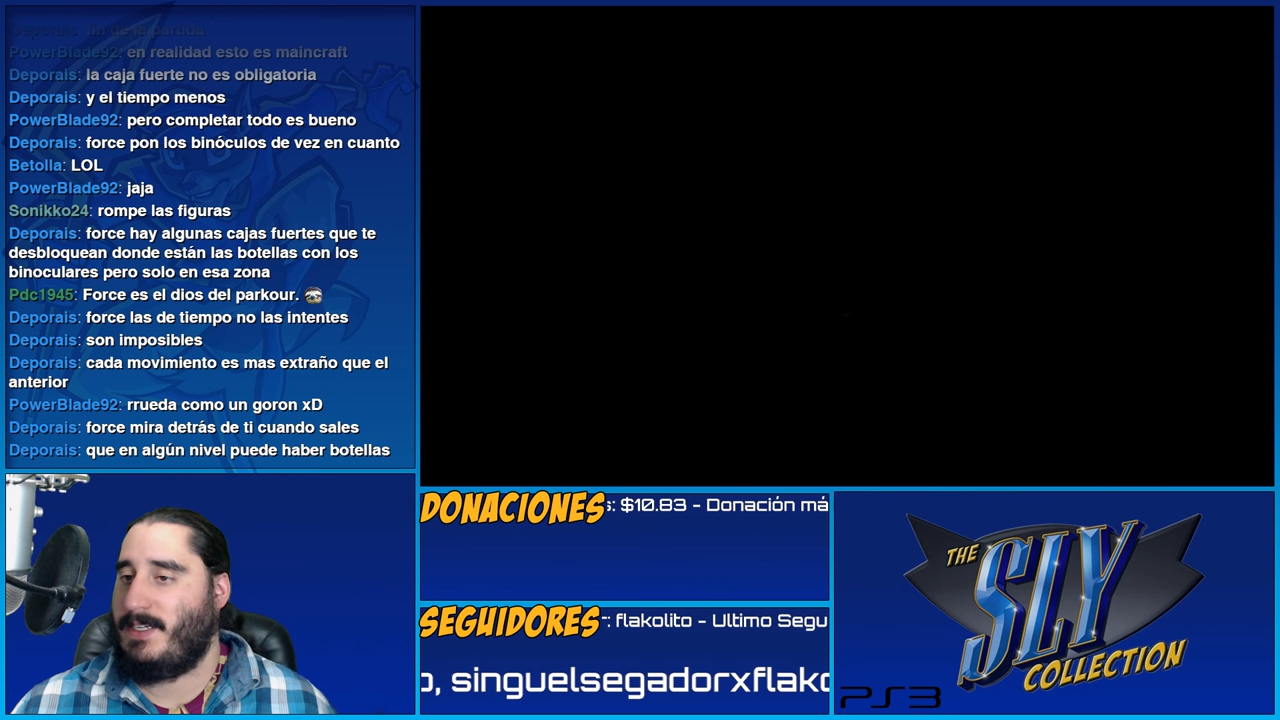 Deporais: fin de la partida
PowerBlade92: en realidad esto es maincraft
Deporais: la caja fuerte no es obligatoria
Deporais: y el tiempo menos
PowerBlade92: pero completar todo es bueno
Deporais: force pon los binóculos de vez en cuanto
Betolla: LOL
PowerBlade92: jaja
Sonikko24: rompe las figuras
Deporais: force hay algunas cajas fuertes que te
desbloquean donde están las botellas con los
binoculares pero solo en esa zona
Pdc1945: Force es el dios del parkour.
Deporais: force las de tiempo no las intentes
Deporais: son imposibles
Deporais: cada movimiento es mas extraño que el
anterior
PowerBlade92: rrueda como un goron xD
Deporais: force mira detrás de ti cuando sales
Deporais: que en algún nivel puede haber botellas
DONACIONES : $10.83 - Donación má
SEGUIDORES : flakolito - Ultimo Segu
o, singuelsegadorxflako
THE
SLY
COLLECTION
PS3